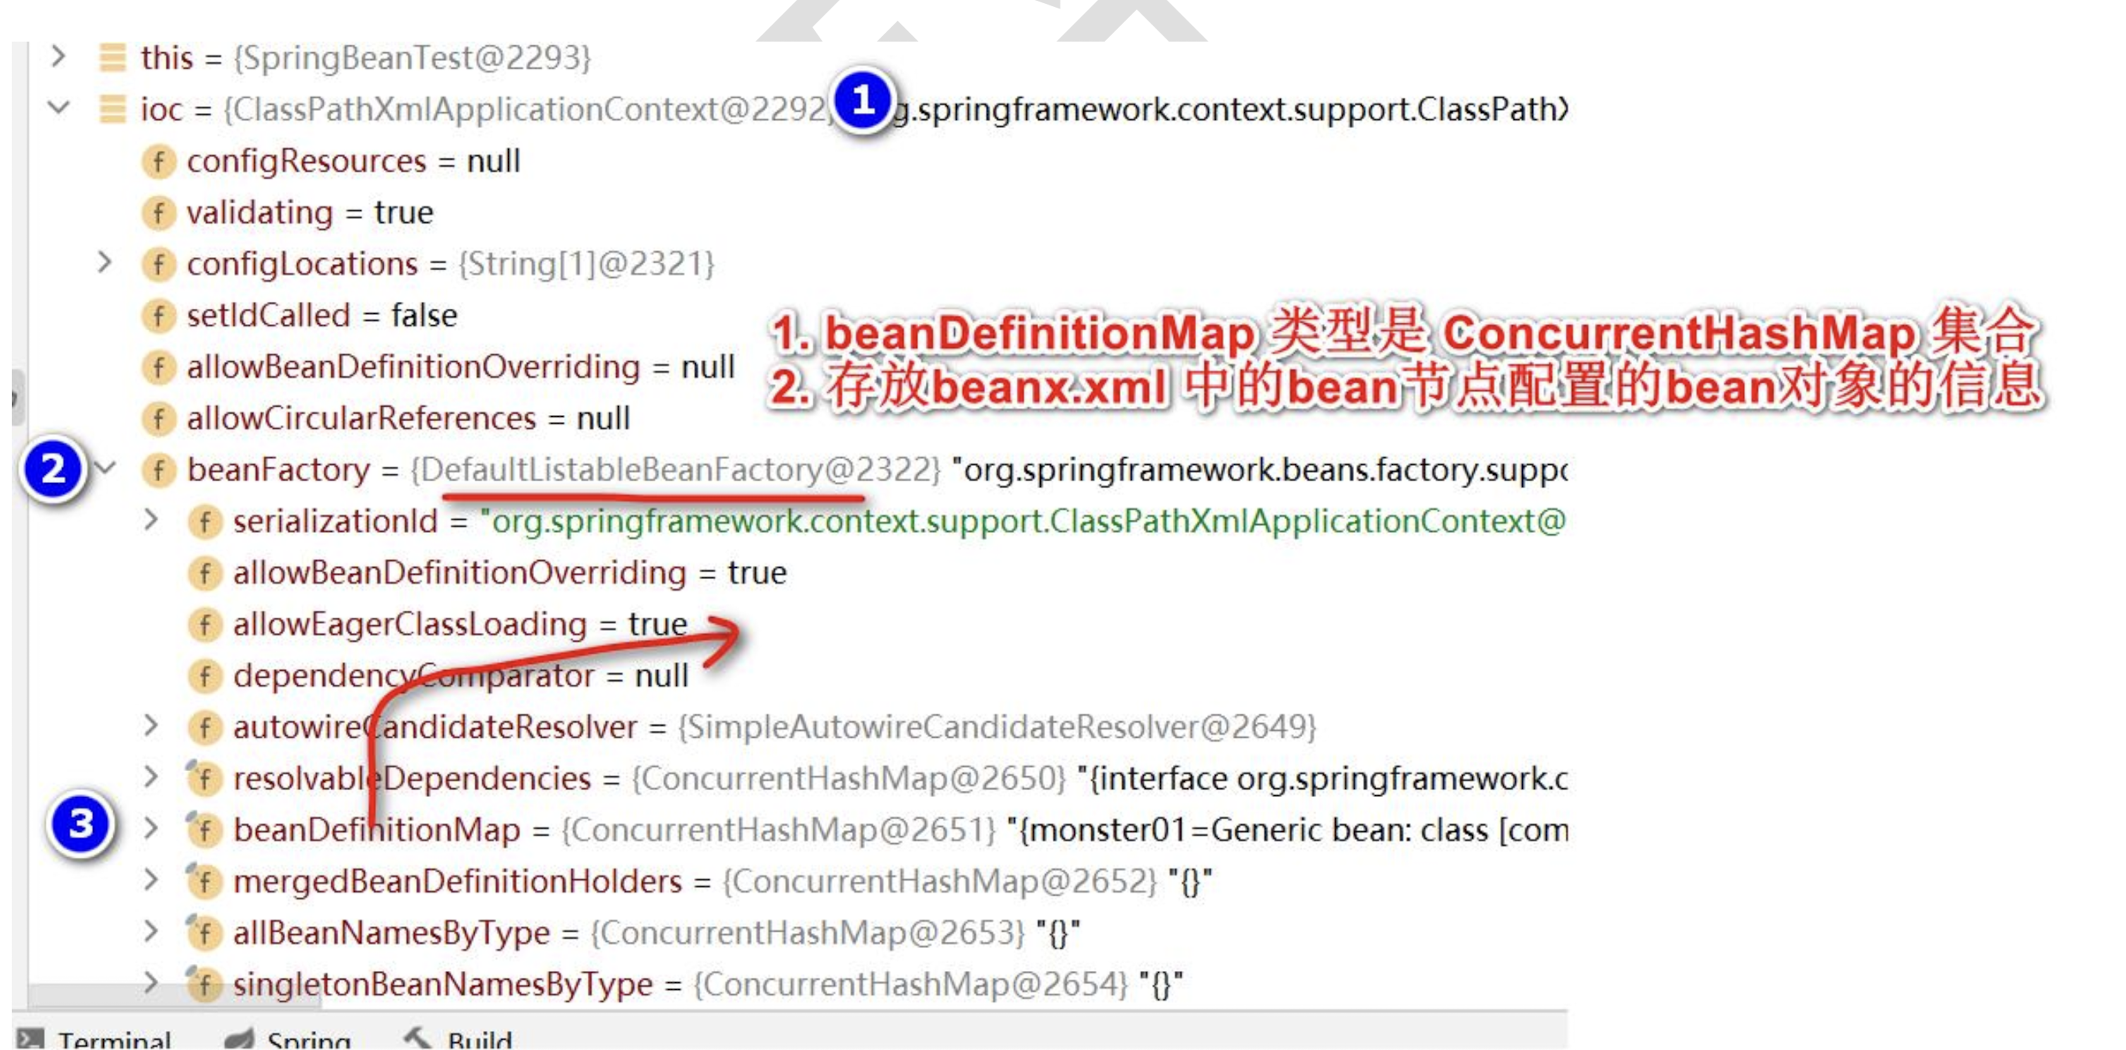 this = {SpringBeanTest@2293}
ioc = {ClassPathXmlApplicationContext@2292} 1 g.springframework.context.support.ClassPathX
configResources = null
validating = true
configLocations = {String[1]@2321}
setIdCalled = false
1. beanDefinitionMap 类型是 ConcurrentHashMap 集合
allowBeanDefinitionOverriding = null
2. 存放beanx.xml 中的bean节点配置的bean对象的信息
allowCircularReferences = null
2 beanFactory = {DefaultListableBeanFactory@2322} "org.springframework.beans.factory.suppo
serializationId = "org.springframework.context.support.ClassPathXmlApplicationContext@
allowBeanDefinitionOverriding = true
allowEagerClassLoading = true
dependencyComparator = null
autowireCandidateResolver = {SimpleAutowireCandidateResolver@2649}
resolvableDependencies = {ConcurrentHashMap@2650} "{interface org.springframework.c
3 beanDefinitionMap = {ConcurrentHashMap@2651} "{monster01=Generic bean: class [com
mergedBeanDefinitionHolders = {ConcurrentHashMap@2652} "{}"
allBeanNamesByType = {ConcurrentHashMap@2653} "{}"
singletonBeanNamesByType = {ConcurrentHashMap@2654} "{}"
Terminal Spring Build